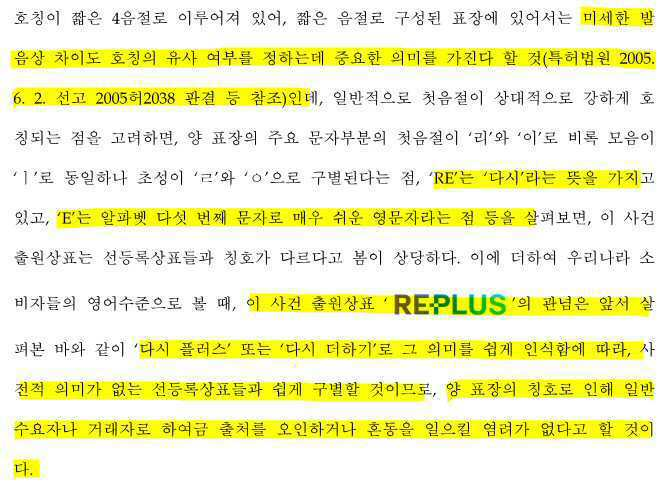 호칭이 짧은 4음절로 이루어져 있어, 짧은 음절로 구성된 표장에 있어서는 미세한 발
음상 차이도 호칭의 유사 여부를 정하는데 중요한 의미를 가진다 할 것(특허법원 2005.
6. 2. 선고 2005허2038 판결 등 참조)인데, 일반적으로 첫음절이 상대적으로 강하게 호
칭되는 점을 고려하면, 양 표장의 주요 문자부분의 첫음절이 '리'와 '이'로 비록 모음이
'ㅣ'로 동일하나 초성이 'ㄹ'와 'ㅇ'으로 구별된다는 점, 'RE'는 '다시'라는 뜻을 가지고
있고, 'E'는 알파벳 다섯 번째 문자로 매우 쉬운 영문자라는 점 등을 살펴보면, 이 사건
출원상표는 선등록상표들과 칭호가 다르다고 봄이 상당하다. 이에 더하여 우리나라 소
비자들의 영어수준으로 볼 때, 이 사건 출원상표 ' REPLUS '의 관념은 앞서 살
펴본 바와 같이 '다시 플러스' 또는 '다시 더하기'로 그 의미를 쉽게 인식함에 따라, 사
전적 의미가 없는 선등록상표들과 쉽게 구별할 것이므로, 양 표장의 칭호로 인해 일반
수요자나 거래자로 하여금 출처를 오인하거나 혼동을 일으킬 염려가 없다고 할 것이
다.